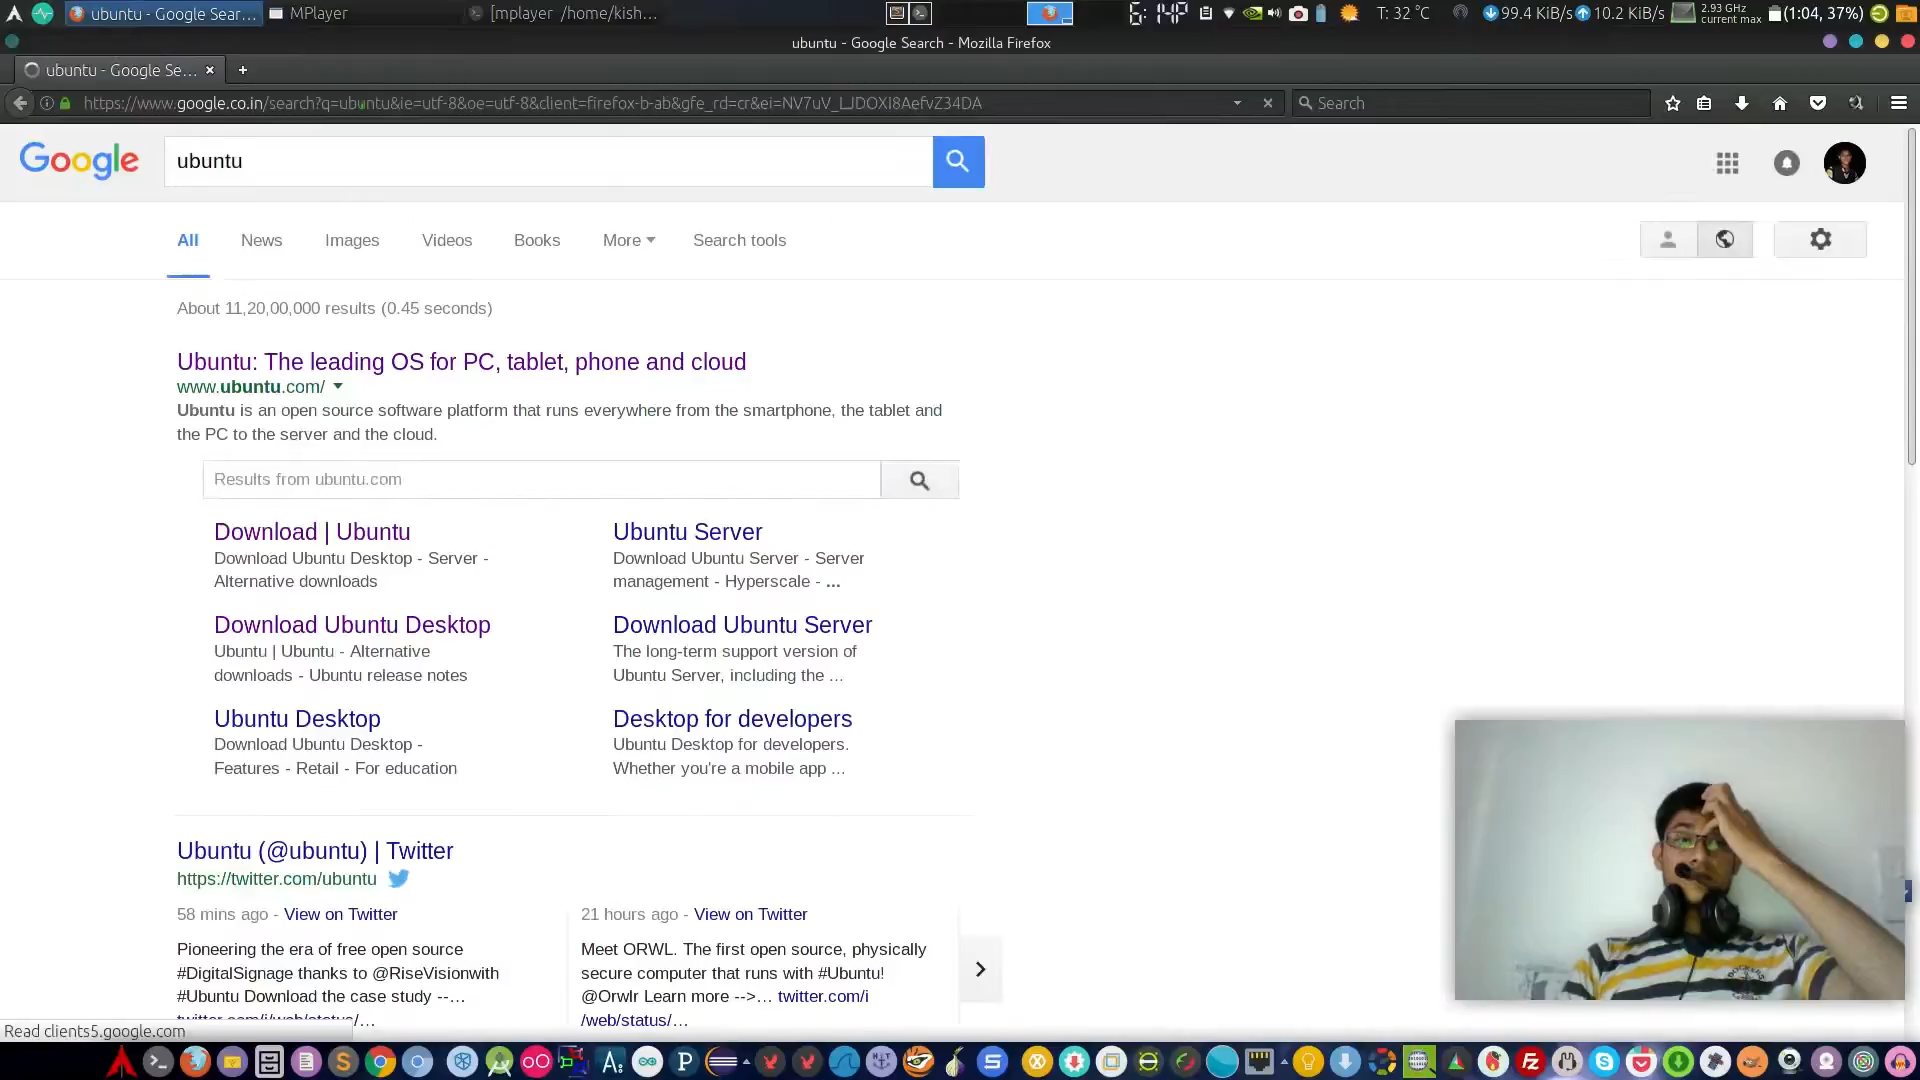 ubuntu - Google Sear...
MPlayer
[mplayer /home/kish...
T: 32 °C
99.4 KiB/s
10.2 KiB/s
2.93 GHz
current max
(1:04, 37%)
ubuntu - Google Search - Mozilla Firefox
ubuntu - Google Se...
https://www.google.co.in/search?q=ubuntu&ie=utf-8&oe=utf-8&client=firefox-b-ab&gfe_rd=cr&ei=NV7uV_LJDOXI8AefvZ34DA
Search
Google
ubuntu
All
News
Images
Videos
Books
More
Search tools
About 11,20,00,000 results (0.45 seconds)
Ubuntu: The leading OS for PC, tablet, phone and cloud
www.ubuntu.com/
Ubuntu is an open source software platform that runs everywhere from the smartphone, the tablet and
the PC to the server and the cloud.
Results from ubuntu.com
Download | Ubuntu
Download Ubuntu Desktop - Server -
Alternative downloads
Ubuntu Server
Download Ubuntu Server - Server
management - Hyperscale - ...
Download Ubuntu Desktop
Ubuntu | Ubuntu - Alternative
downloads - Ubuntu release notes
Download Ubuntu Server
The long-term support version of
Ubuntu Server, including the ...
Ubuntu Desktop
Download Ubuntu Desktop -
Features - Retail - For education
Desktop for developers
Ubuntu Desktop for developers.
Whether you're a mobile app ...
Ubuntu (@ubuntu) | Twitter
https://twitter.com/ubuntu
58 mins ago - View on Twitter
Pioneering the era of free open source
#DigitalSignage thanks to @RiseVisionwith
#Ubuntu Download the case study --…
twitter.com/i/web/status/…
21 hours ago - View on Twitter
Meet ORWL. The first open source, physically
secure computer that runs with #Ubuntu!
@Orwlr Learn more -->… twitter.com/i
/web/status/…
Read clients5.google.com